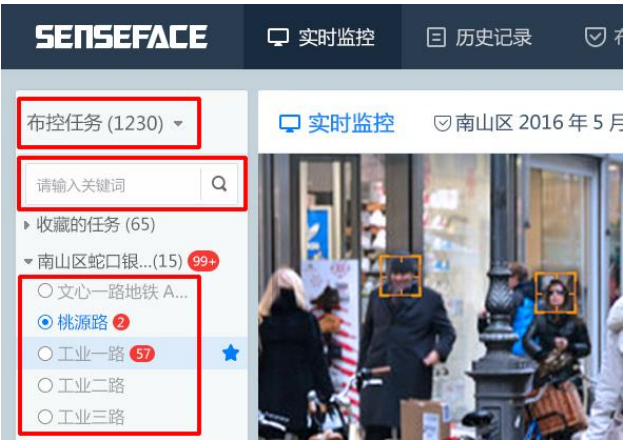 SENSEFACE 实时监控 历史记录
布控任务 (1230)
实时监控 南山区 2016 年 5 月
请输入关键词
收藏的任务 (65)
南山区蛇口银...(15) 99+
文心一路地铁 A...
桃源路 2
工业一路 57
工业二路
工业三路